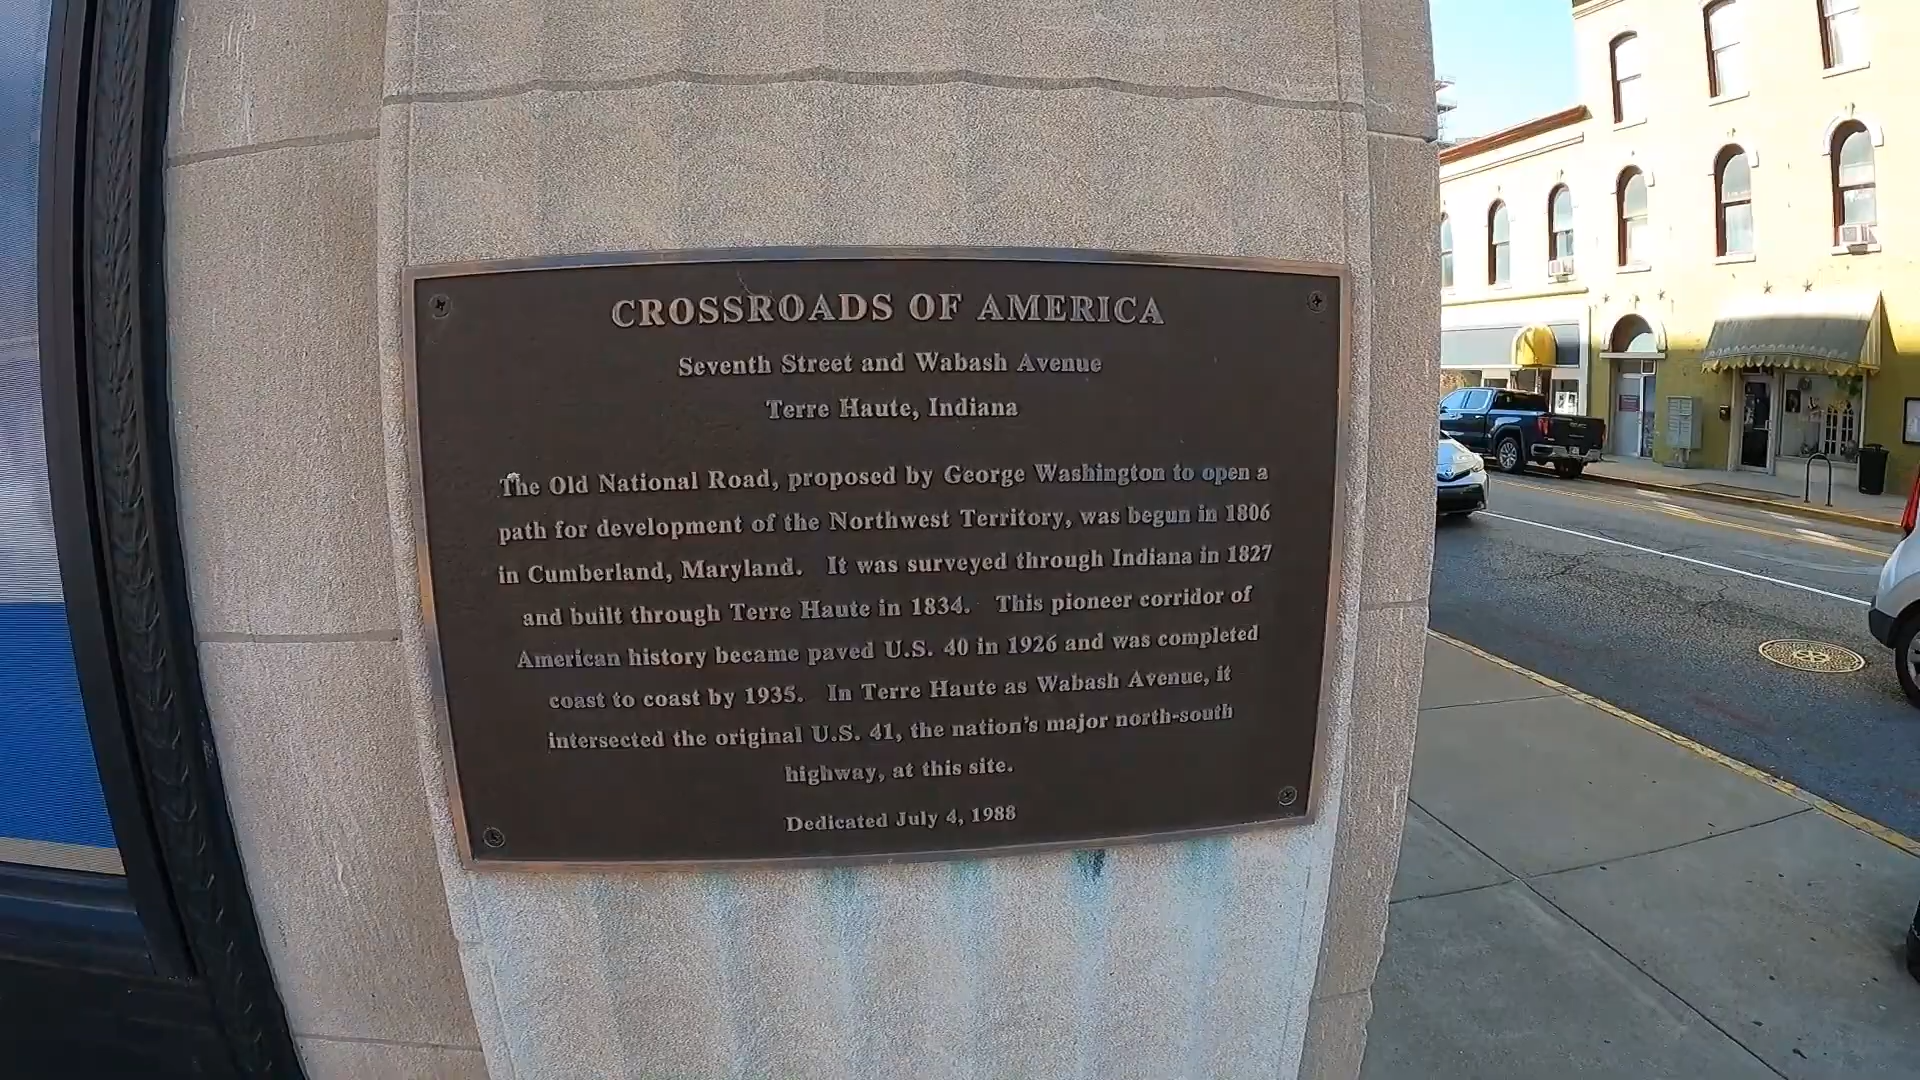 CROSSROADS OF AMERICA
Seventh Street and Wabash Avenue
Terre Haute, Indiana
The Old National Road, proposed by George Washington to open a
path for development of the Northwest Territory, was begun in 1806
in Cumberland, Maryland. It was surveyed through Indiana in 1827
and built through Terre Haute in 1834. This pioneer corridor of
American history became paved U.S. 40 in 1926 and was completed
coast to coast by 1935. In Terre Haute as Wabash Avenue, it
intersected the original U.S. 41, the nation's major north-south
highway, at this site.
Dedicated July 4, 1988